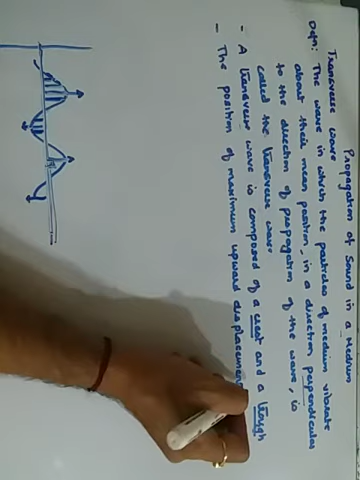 Propagation of Sound in a Medium
Transverse wave
Defn: The wave in which the particles of medium vibrate
about their mean position, in a direction perpendicular
to the direction of propagation of the wave, is
called the transverse wave
- A transverse wave is composed of a crest and a trough
- The position of maximum upward displacement